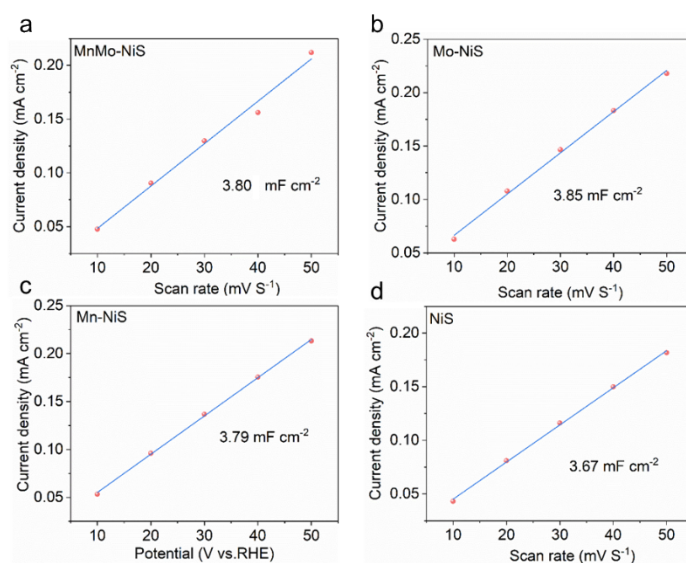 a
MnMo-NiS
Current density (mA cm⁻²)
0.20
0.15
0.10
0.05
3.80 mF cm⁻²
10 20 30 40 50
Scan rate (mV S⁻¹)
b
Mo-NiS
Current density (mA cm⁻²)
0.25
0.20
0.15
0.10
0.05
3.85 mF cm⁻²
10 20 30 40 50
Scan rate (mV S⁻¹)
c
Mn-NiS
Current density (mA cm⁻²)
0.25
0.20
0.15
0.10
0.05
3.79 mF cm⁻²
10 20 30 40 50
Potential (V vs.RHE)
d
NiS
Current density (mA cm⁻²)
0.25
0.20
0.15
0.10
0.05
3.67 mF cm⁻²
10 20 30 40 50
Scan rate (mV S⁻¹)